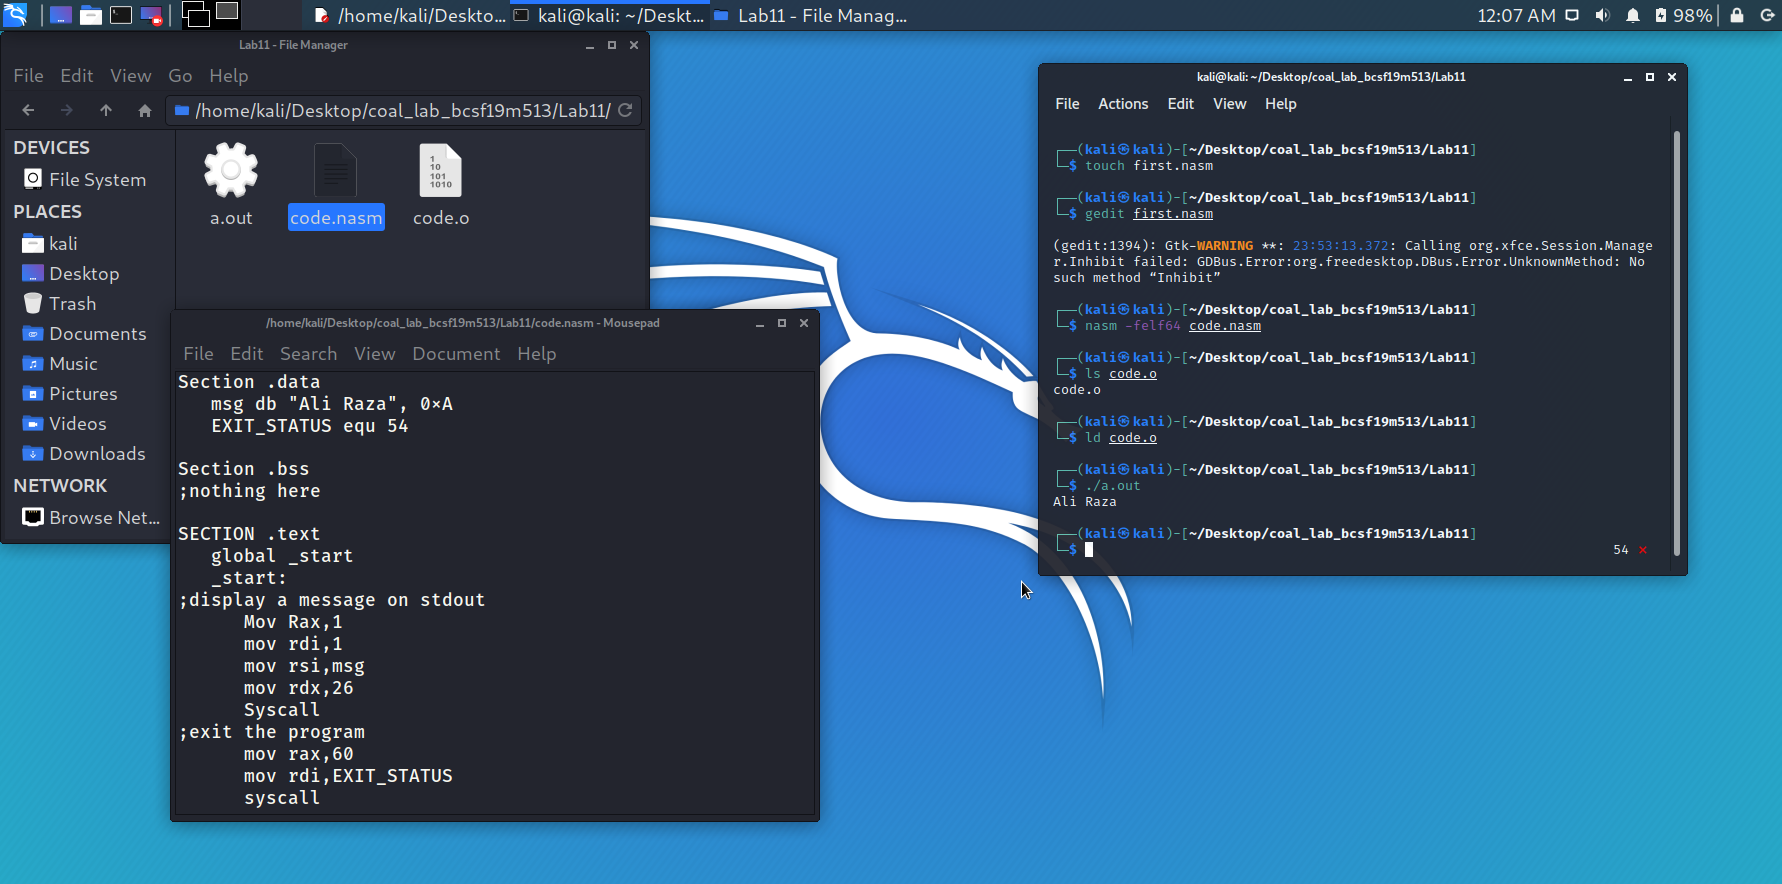 /home/kali/Deskto...
kali@kali: ~/Deskt...
Lab11 - File Manag...
12:07 AM
98%
Lab11 - File Manager
File Edit View Go Help
/home/kali/Desktop/coal_lab_bcsf19m513/Lab11/
DEVICES
File System
PLACES
kali
Desktop
Trash
Documents
Music
Pictures
Videos
Downloads
NETWORK
Browse Net...
1
10
101
1010
a.out
code.nasm
code.o
/home/kali/Desktop/coal_lab_bcsf19m513/Lab11/code.nasm - Mousepad
File Edit Search View Document Help
Section .data
msg db "Ali Raza", 0×A
EXIT_STATUS equ 54
Section .bss
;nothing here
SECTION .text
global _start
_start:
;display a message on stdout
Mov Rax,1
mov rdi,1
mov rsi,msg
mov rdx,26
Syscall
;exit the program
mov rax,60
mov rdi,EXIT_STATUS
syscall
kali@kali: ~/Desktop/coal_lab_bcsf19m513/Lab11
File Actions Edit View Help
┌──(kali㉿kali)-[~/Desktop/coal_lab_bcsf19m513/Lab11]
└─$ touch first.nasm
┌──(kali㉿kali)-[~/Desktop/coal_lab_bcsf19m513/Lab11]
└─$ gedit first.nasm
(gedit:1394): Gtk-WARNING **: 23:53:13.372: Calling org.xfce.Session.Manage
r.Inhibit failed: GDBus.Error:org.freedesktop.DBus.Error.UnknownMethod: No
such method “Inhibit”
┌──(kali㉿kali)-[~/Desktop/coal_lab_bcsf19m513/Lab11]
└─$ nasm -felf64 code.nasm
┌──(kali㉿kali)-[~/Desktop/coal_lab_bcsf19m513/Lab11]
└─$ ls code.o
code.o
┌──(kali㉿kali)-[~/Desktop/coal_lab_bcsf19m513/Lab11]
└─$ ld code.o
┌──(kali㉿kali)-[~/Desktop/coal_lab_bcsf19m513/Lab11]
└─$ ./a.out
Ali Raza
┌──(kali㉿kali)-[~/Desktop/coal_lab_bcsf19m513/Lab11]
└─$ 54 ⨯